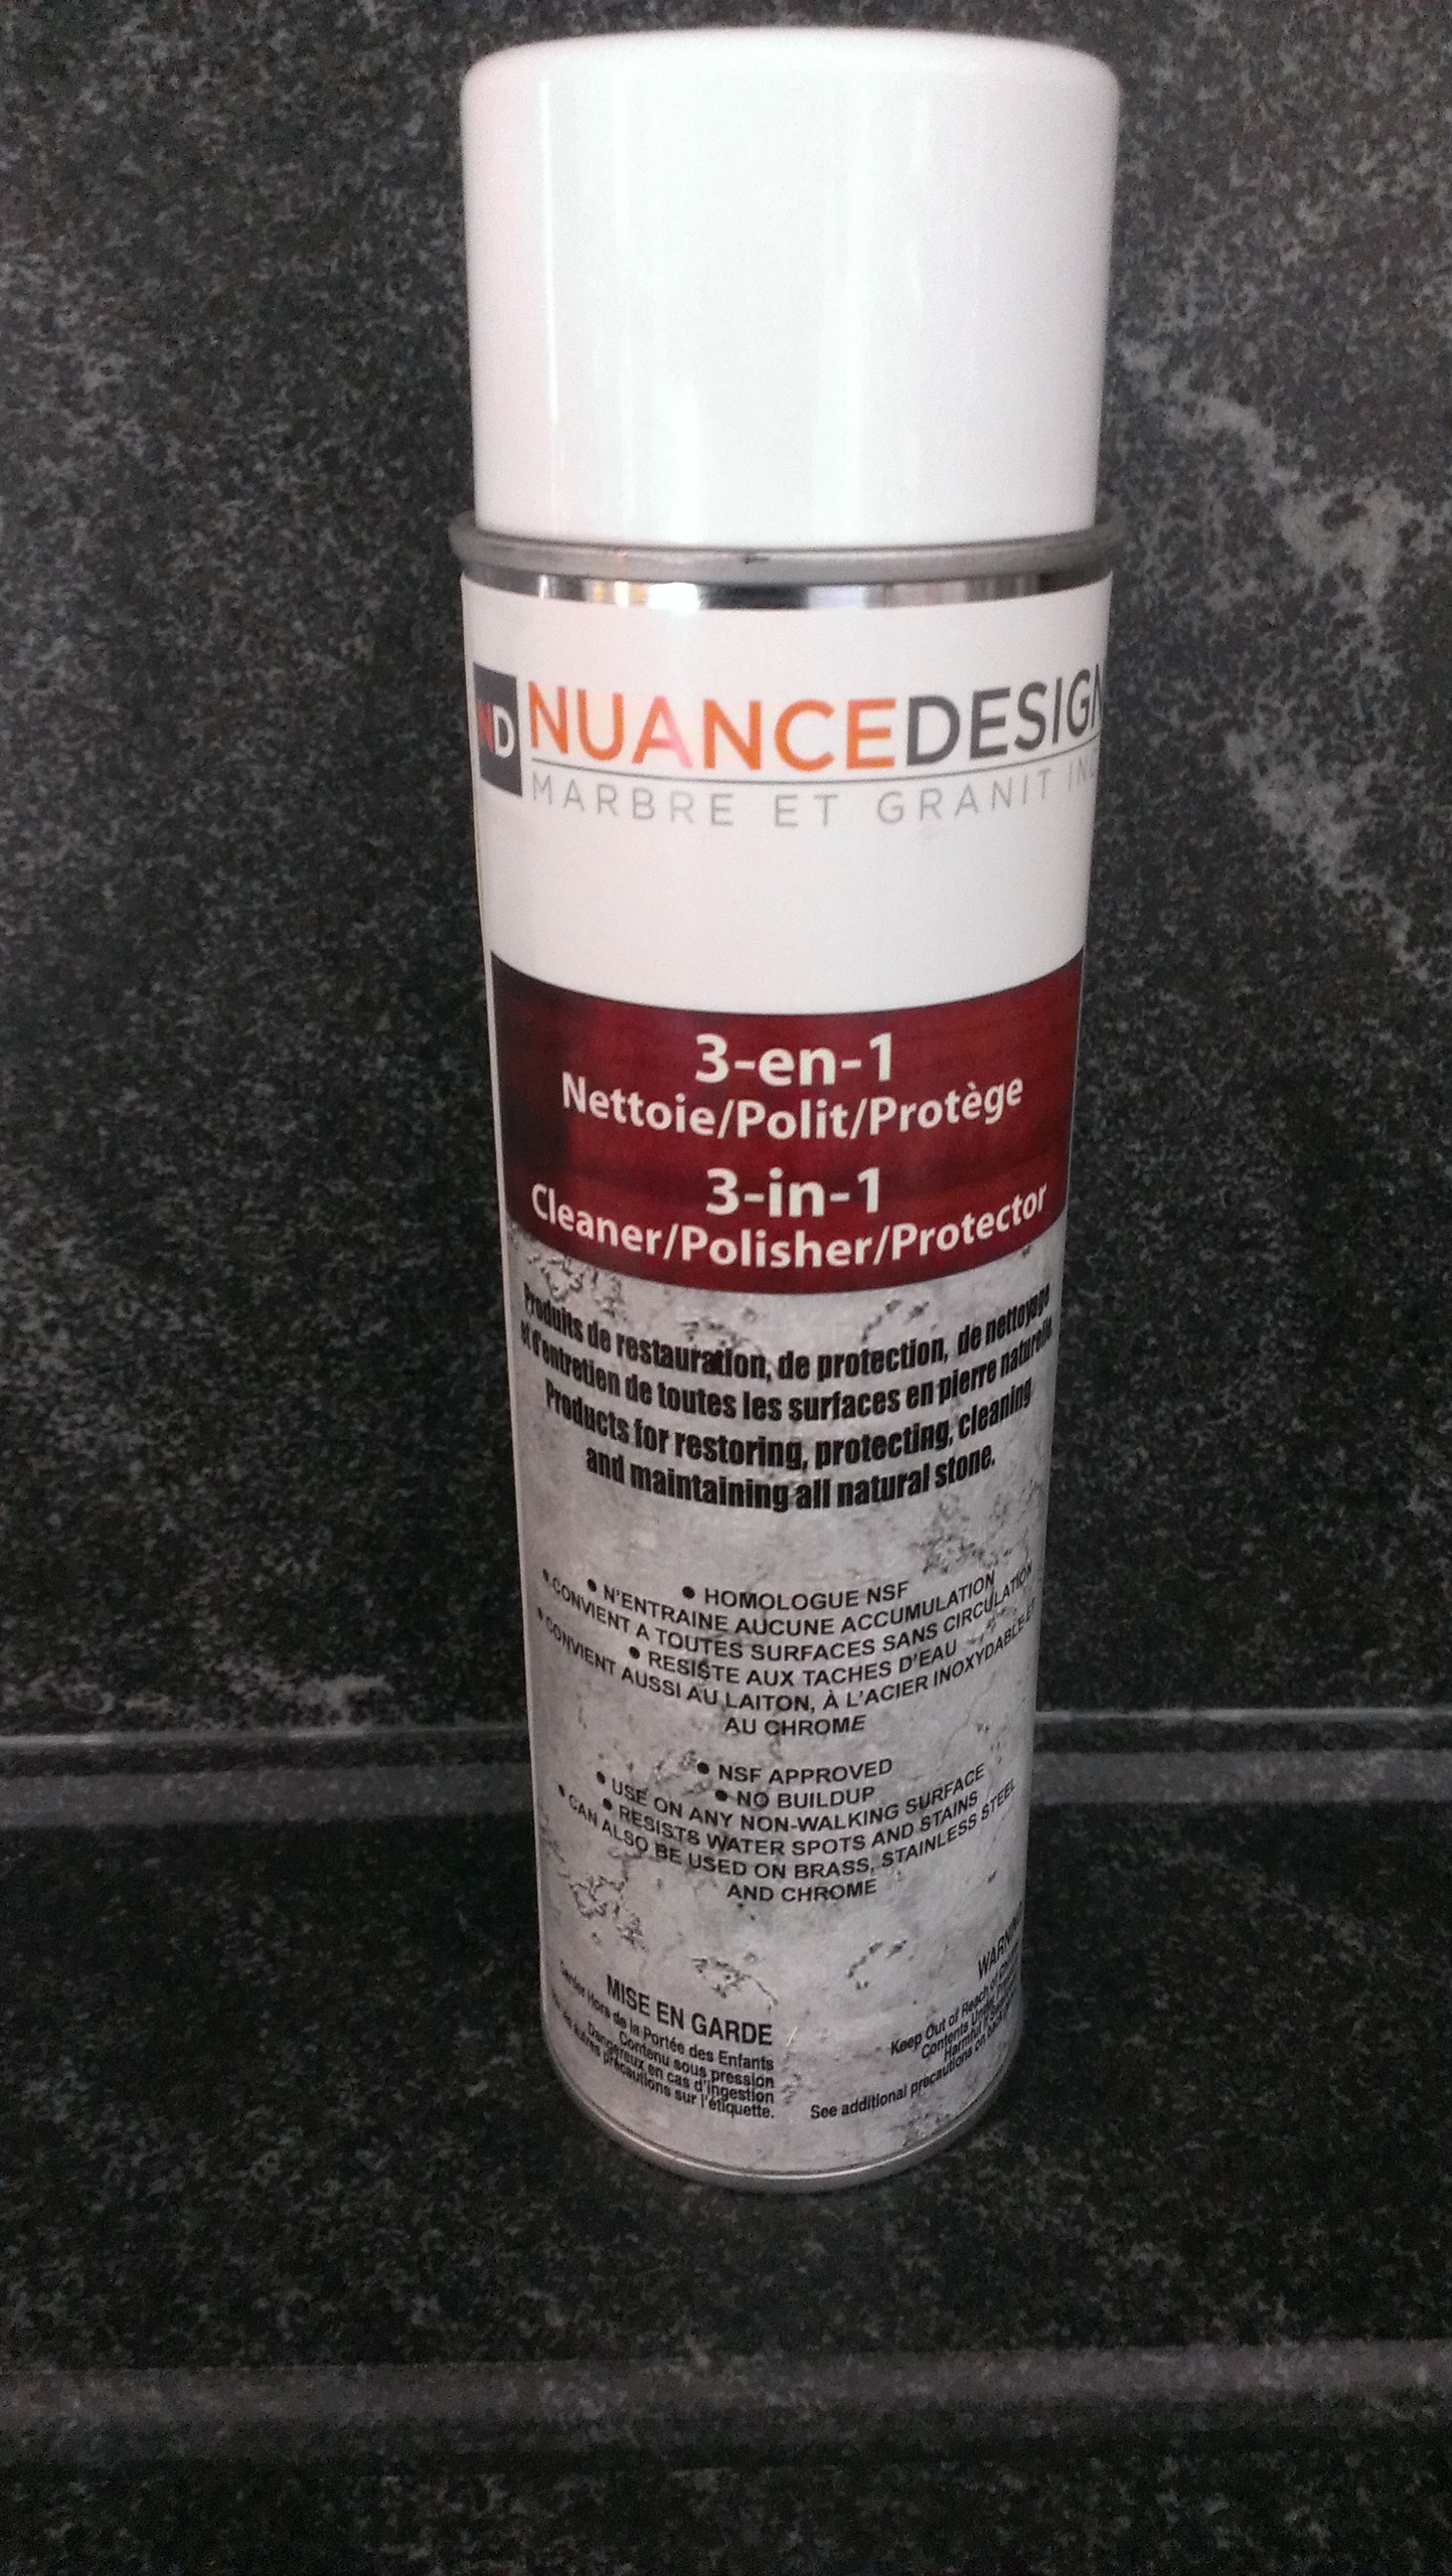 ND
NUANCEDESIGN
MARBRE ET GRANIT INC
3-en-1
Nettoie/Polit/Protège
3-in-1
Cleaner/Polisher/Protector
Produits de restauration, de protection, de nettoyage
et d'entretien de toutes les surfaces en pierre naturelle.
Products for restoring, protecting, cleaning
and maintaining all natural stone.
• HOMOLOGUE NSF
• N'ENTRAINE AUCUNE ACCUMULATION
• CONVIENT A TOUTES SURFACES SANS CIRCULATION
• RESISTE AUX TACHES D'EAU
• CONVIENT AUSSI AU LAITON, À L'ACIER INOXYDABLE ET
AU CHROME
• NSF APPROVED
• NO BUILDUP
• USE ON ANY NON-WALKING SURFACE
• RESISTS WATER SPOTS AND STAINS
• CAN ALSO BE USED ON BRASS, STAINLESS STEEL
AND CHROME
MISE EN GARDE
Garder Hors de la Portée des Enfants
Contenu sous pression
Dangereux en cas d'ingestion
autres précautions sur l'étiquette.
WARNING
Keep Out of Reach of
Contents Under
Harmful if
See additional precautions on back